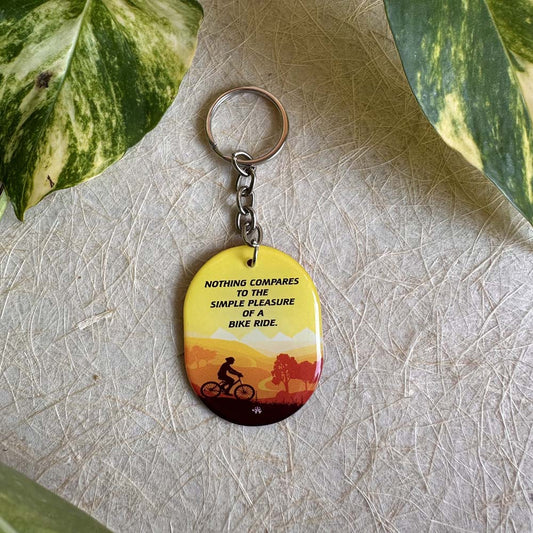 NOTHING COMPARES
TO THE
SIMPLE PLEASURE
OF A
BIKE RIDE.